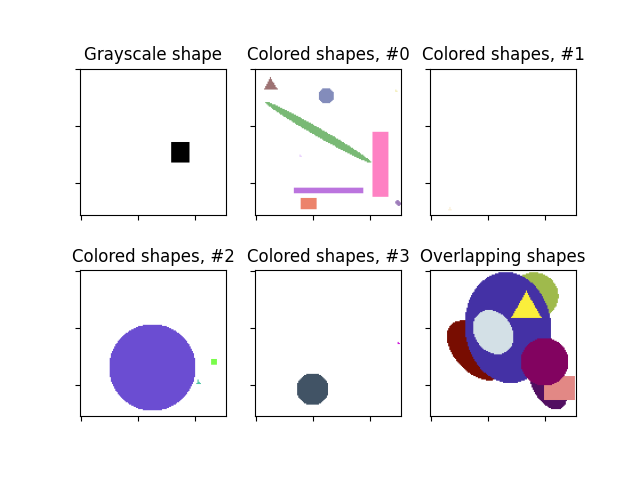 Grayscale shape
Colored shapes, #0
Colored shapes, #1
Colored shapes, #2
Colored shapes, #3
Overlapping shapes